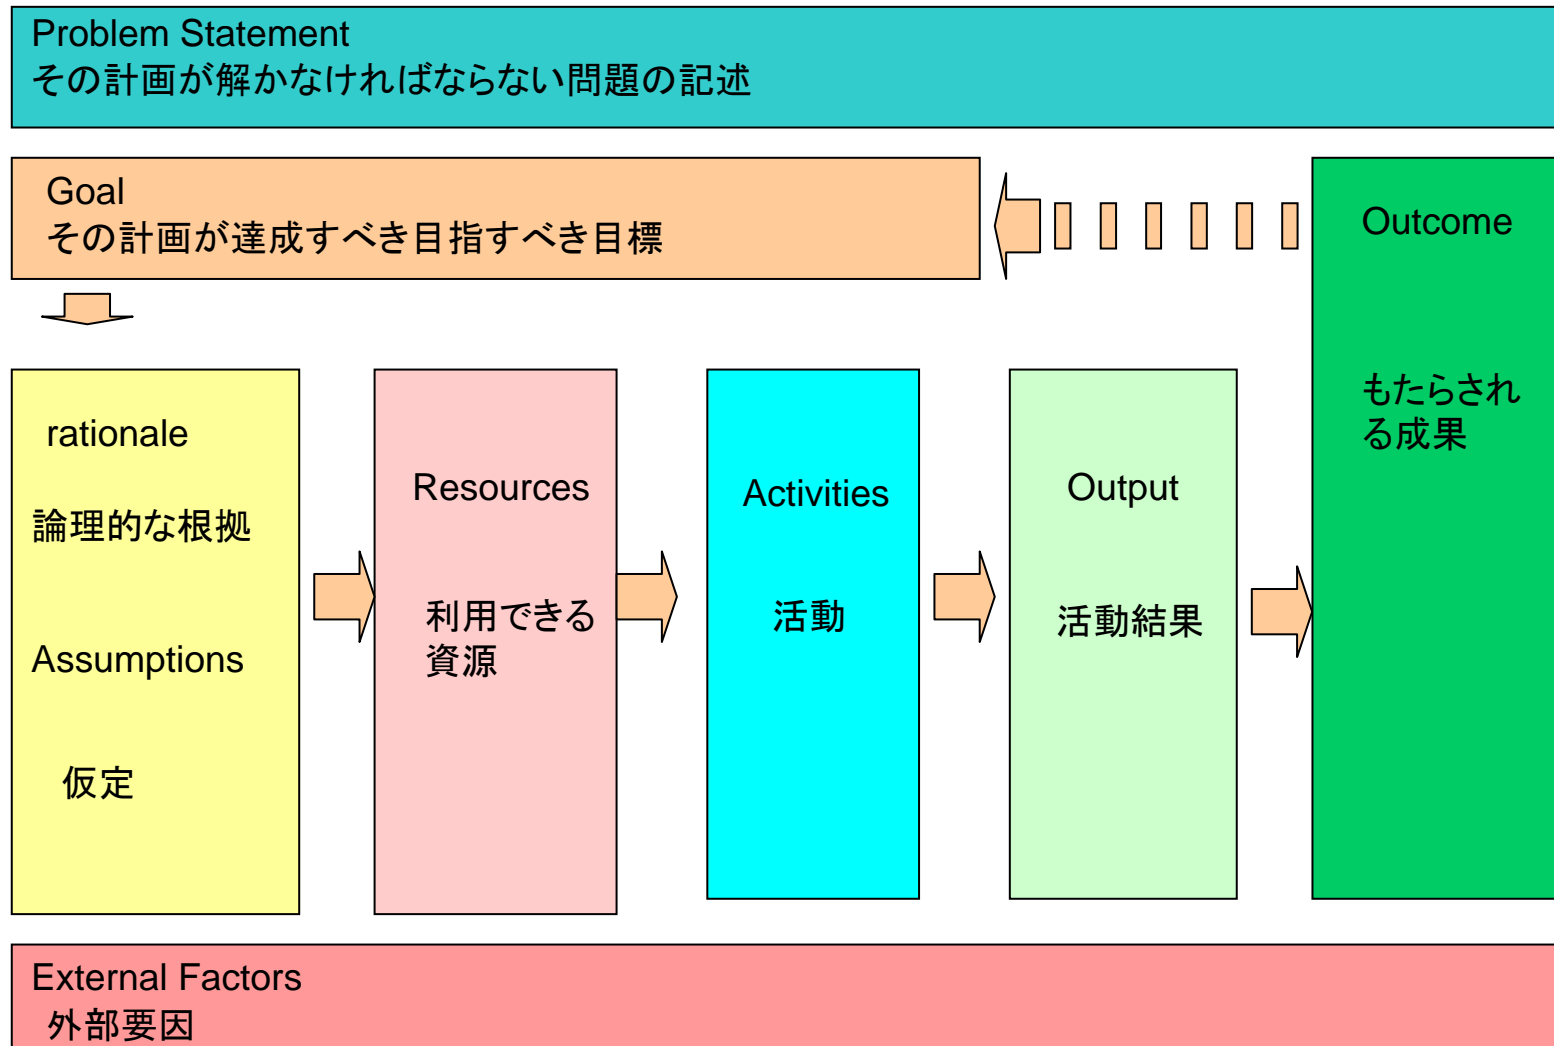 Problem Statement
その計画が解かなければならない問題の記述
Goal
その計画が達成すべき目指すべき目標
rationale
論理的な根拠
Assumptions
仮定
Resources
利用できる
資源
Activities
活動
Output
活動結果
Outcome
もたらされ
る成果
External Factors
外部要因